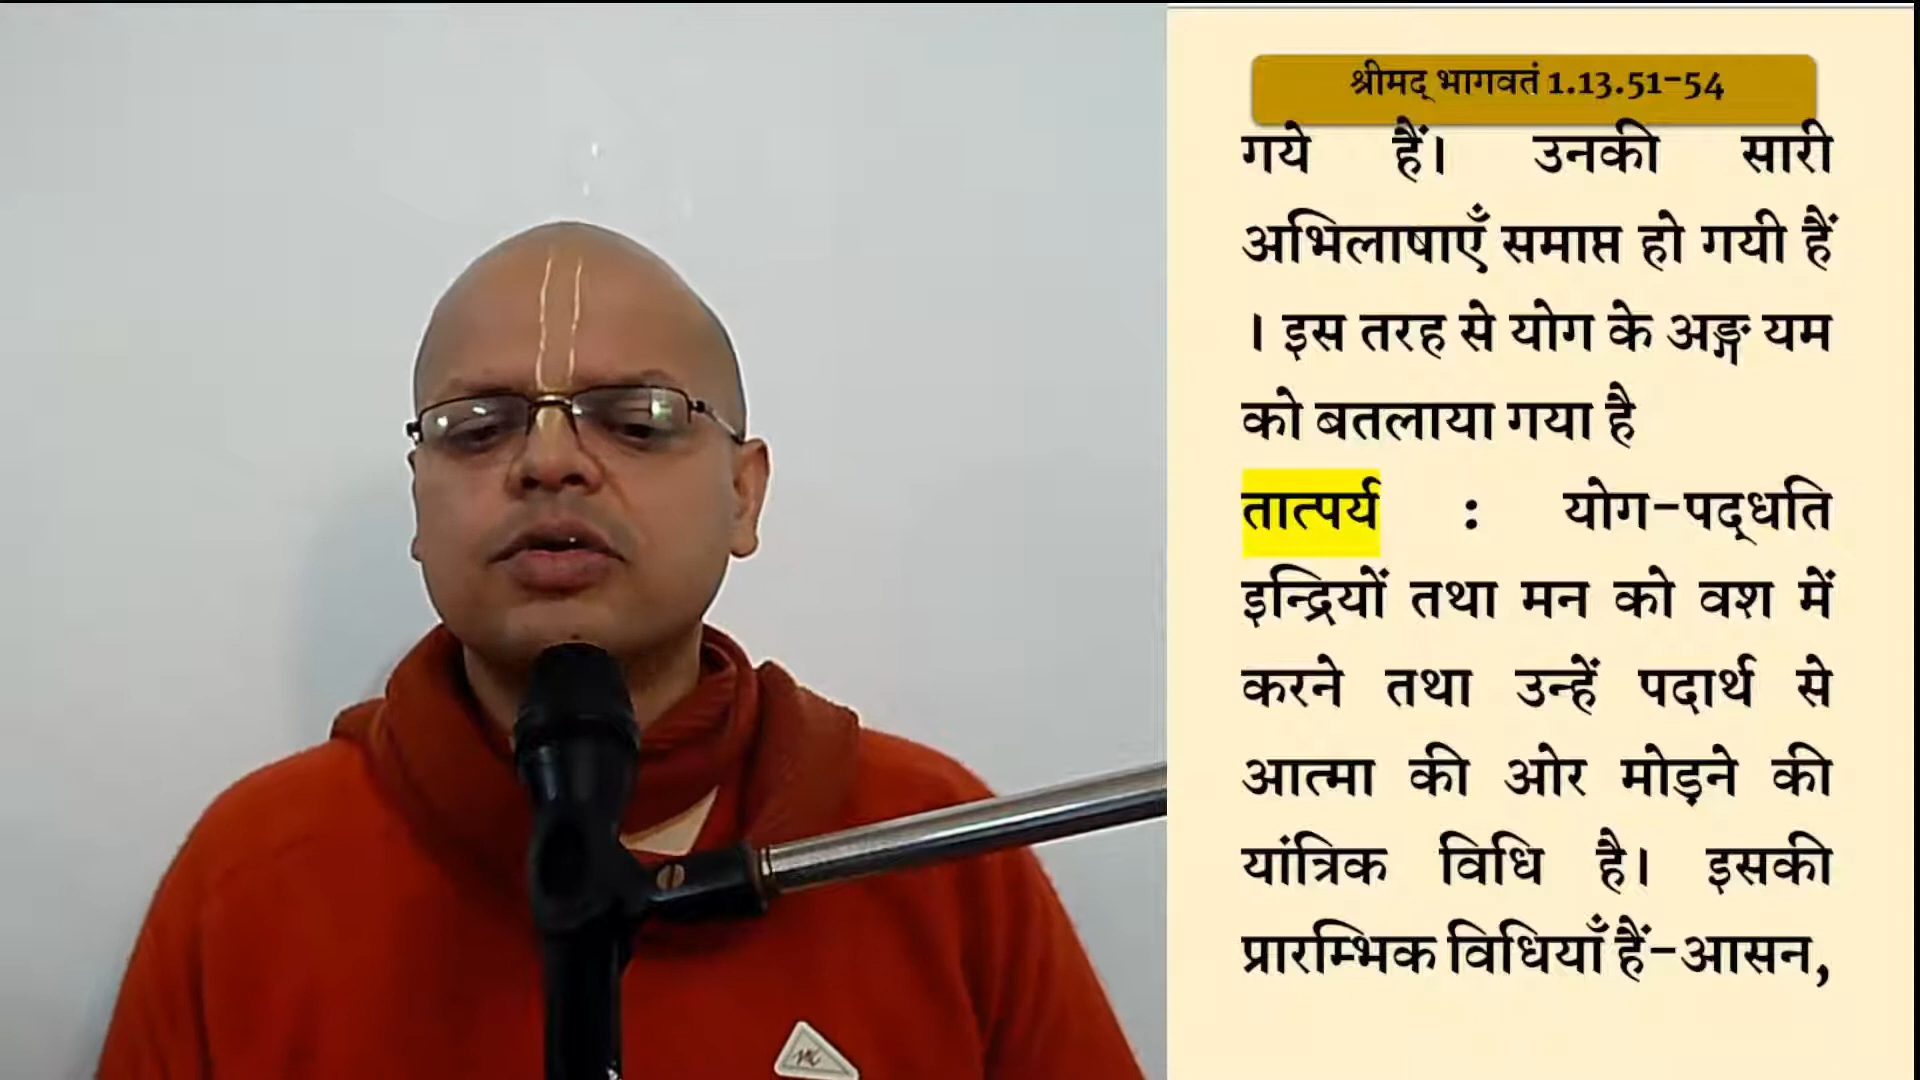 श्रीमद् भागवतं 1.13.51-54
गये हैं। उनकी सारी
अभिलाषाएँ समाप्त हो गयी हैं
। इस तरह से योग के अङ्ग यम
को बतलाया गया है
तात्पर्य : योग-पद्धति
इन्द्रियों तथा मन को वश में
करने तथा उन्हें पदार्थ से
आत्मा की ओर मोड़ने की
यांत्रिक विधि है। इसकी
प्रारम्भिक विधियाँ हैं-आसन,